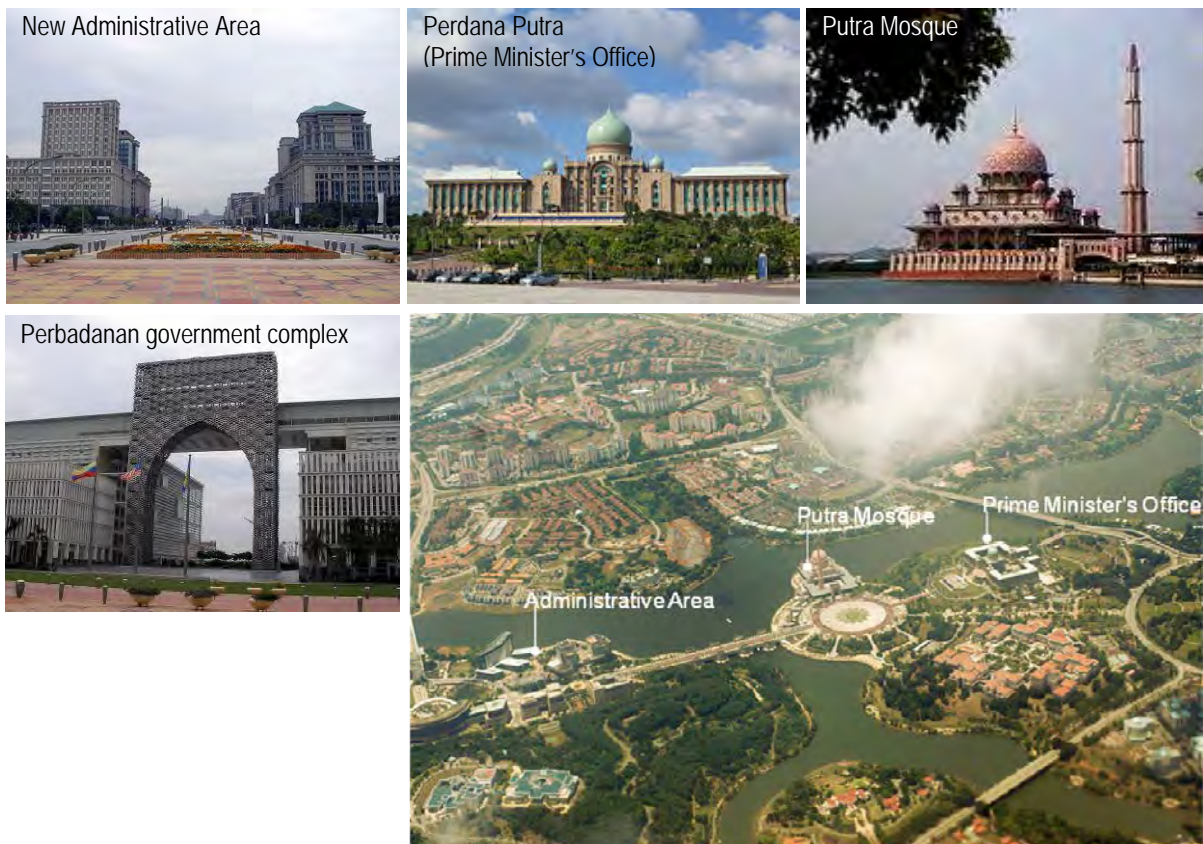 New Administrative Area
Perdana Putra
(Prime Minister's Office)
Putra Mosque
Perbadanan government complex
Putra Mosque
Prime Minister's Office
Administrative Area